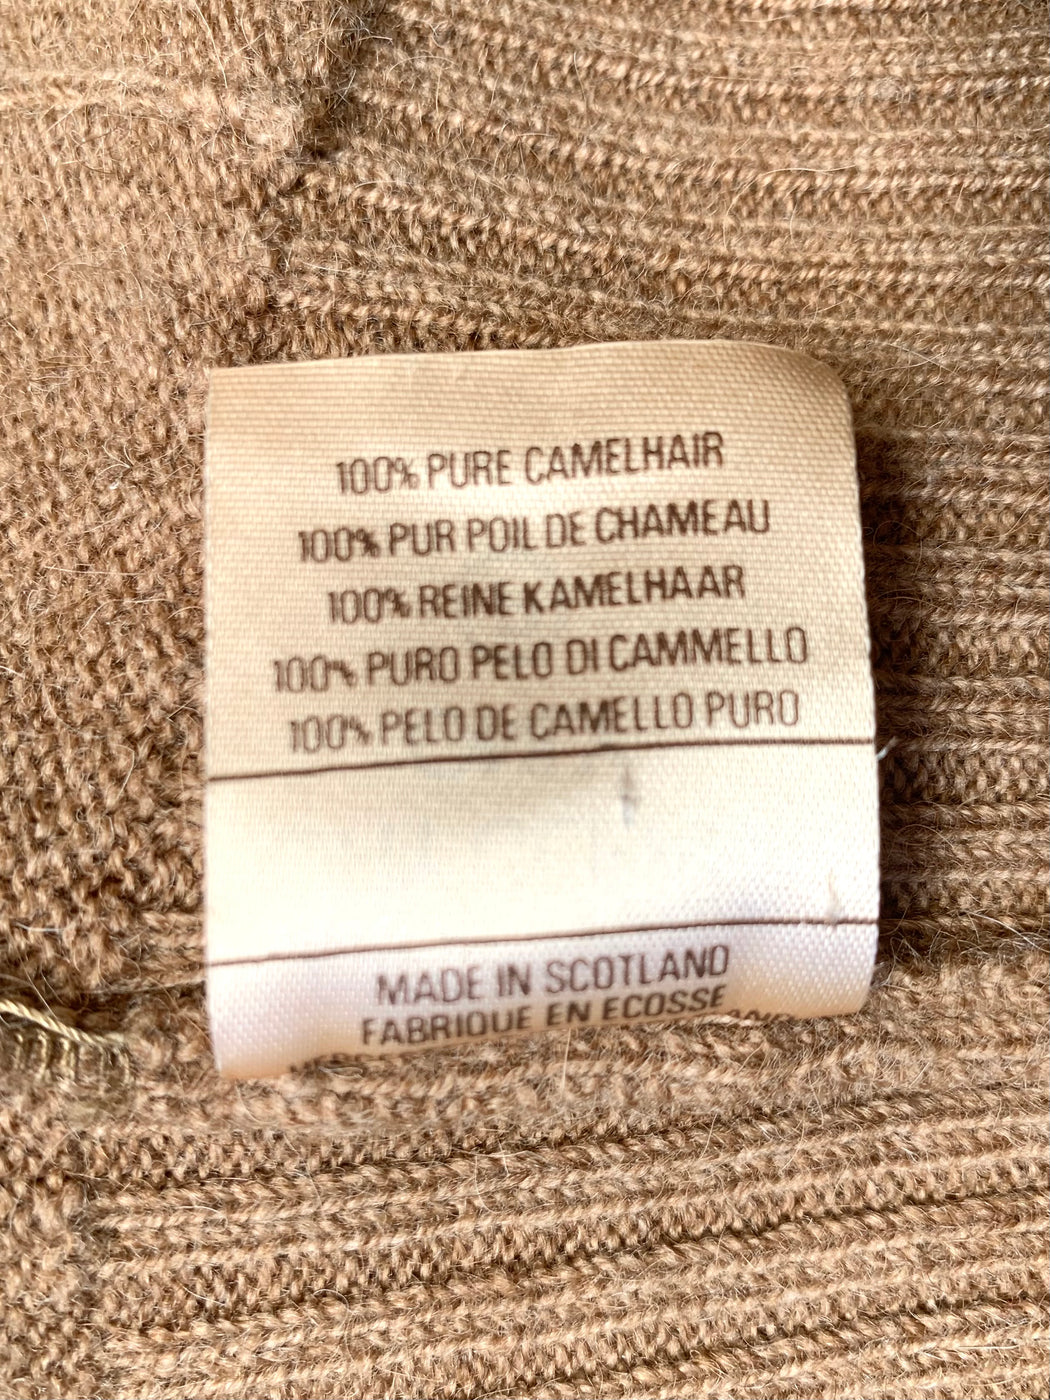 100% PURE CAMELHAIR
100% PUR POIL DE CHAMEAU
100% REINE KAMELHAAR
100% PURO PELO DI CAMMELLO
100% PELO DE CAMELLO PURO
MADE IN SCOTLAND
FABRIQUE EN ECOSSE